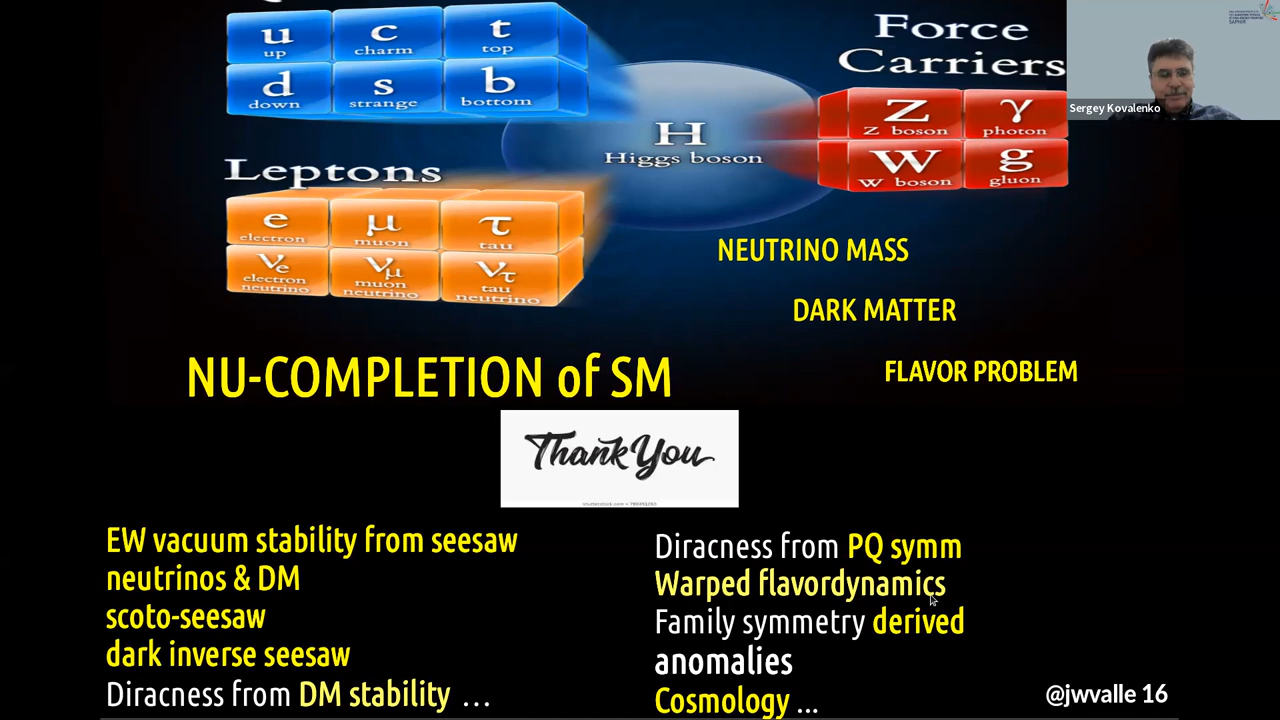 u
up
c
charm
t
top
d
down
s
strange
b
bottom
Force
Carriers
Z
Z boson
γ
photon
W
W boson
g
gluon
H
Higgs boson
Sergey Kovalenko
Leptons
e
electron
μ
muon
τ
tau
νe
electron
neutrino
νμ
muon
neutrino
ντ
tau
neutrino
NEUTRINO MASS
DARK MATTER
FLAVOR PROBLEM
NU-COMPLETION of SM
Thank You
EW vacuum stability from seesaw
neutrinos & DM
scoto-seesaw
dark inverse seesaw
Diracness from DM stability ...
Diracness from PQ symm
Warped flavordynamics
Family symmetry derived
anomalies
Cosmology ...
@jwvalle 16